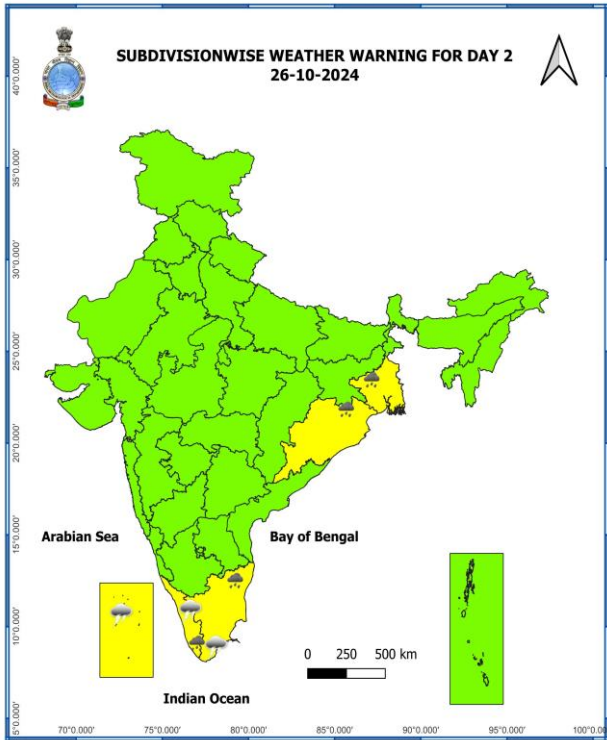 SUBDIVISIONWISE WEATHER WARNING FOR DAY 2
26-10-2024
40°0.000'
35°0.000'
30°0.000'
25°0.000'
20°0.000'
15°0.000'
10°0.000'
5°0.000'
Arabian Sea
Bay of Bengal
0 250 500 km
Indian Ocean
70°0.000' 75°0.000' 80°0.000' 85°0.000' 90°0.000' 95°0.000' 100°0.000'